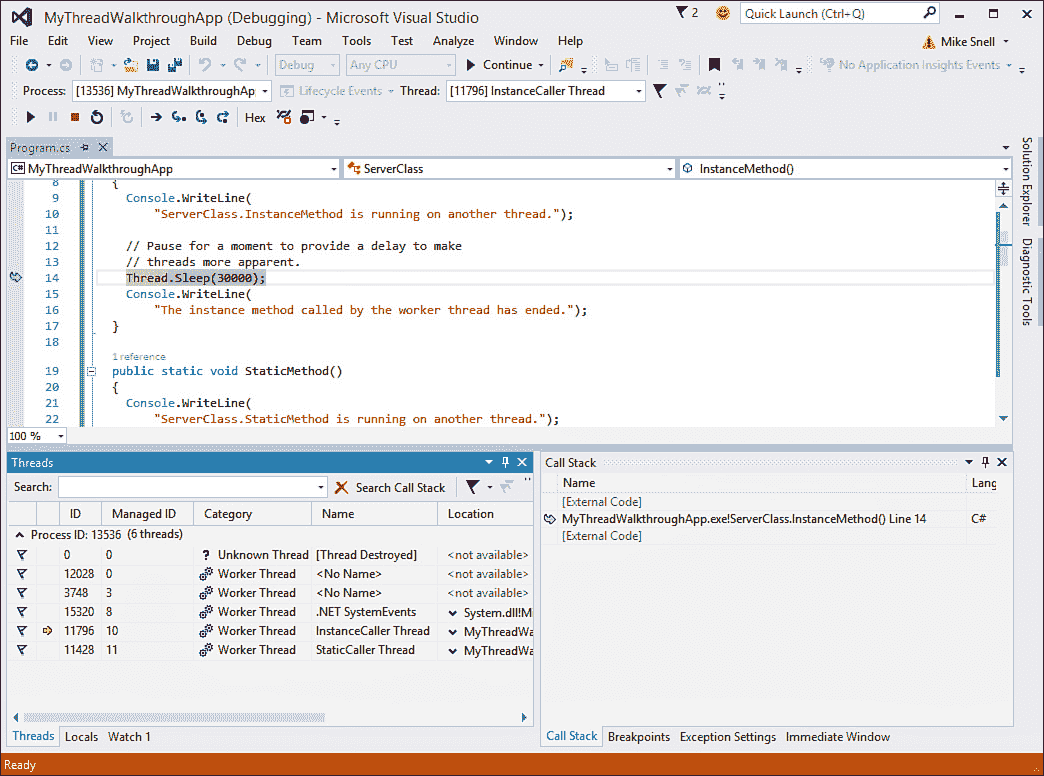 MyThreadWalkthroughApp (Debugging) - Microsoft Visual Studio 2 Quick Launch (Ctrl+Q)
File Edit View Project Build Debug Team Tools Test Analyze Window Help Mike Snell
Debug Any CPU Continue No Application Insights Events
Process: [13536] MyThreadWalkthroughAp Lifecycle Events Thread: [11796] InstanceCaller Thread
Hex
Program.cs
C# MyThreadWalkthroughApp ServerClass InstanceMethod()
8 {
9 Console.WriteLine(
10 "ServerClass.InstanceMethod is running on another thread.");
11
12 // Pause for a moment to provide a delay to make
13 // threads more apparent.
14 Thread.Sleep(30000);
15 Console.WriteLine(
16 "The instance method called by the worker thread has ended.");
17 }
18
1 reference
19 public static void StaticMethod()
20 {
21 Console.WriteLine(
22 "ServerClass.StaticMethod is running on another thread.");
100 %
Solution Explorer
Diagnostic Tools
Threads
Search: Search Call Stack
ID Managed ID Category Name Location
Process ID: 13536 (6 threads)
0 0 ? Unknown Thread [Thread Destroyed] <not available>
12028 0 Worker Thread <No Name> <not available>
3748 3 Worker Thread <No Name> <not available>
15320 8 Worker Thread .NET SystemEvents System.dll!Mi
11796 10 Worker Thread InstanceCaller Thread MyThreadWa
11428 11 Worker Thread StaticCaller Thread MyThreadWa
Threads Locals Watch 1
Call Stack
Name Lang
[External Code]
MyThreadWalkthroughApp.exe!ServerClass.InstanceMethod() Line 14 C#
[External Code]
Call Stack Breakpoints Exception Settings Immediate Window
Ready